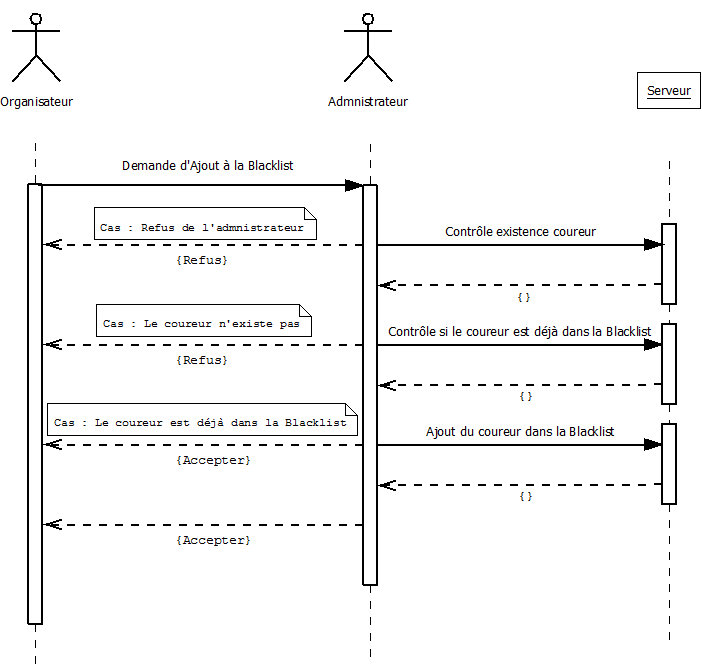 Organisateur
Admnistrateur
Serveur
Demande d'Ajout à la Blacklist
Cas : Refus de l'admnistrateur
Contrôle existence coureur
{Refus}
{}
Cas : Le coureur n'existe pas
Contrôle si le coureur est déjà dans la Blacklist
{Refus}
{}
Cas : Le coureur est déjà dans la Blacklist
Ajout du coureur dans la Blacklist
{Accepter}
{}
{Accepter}